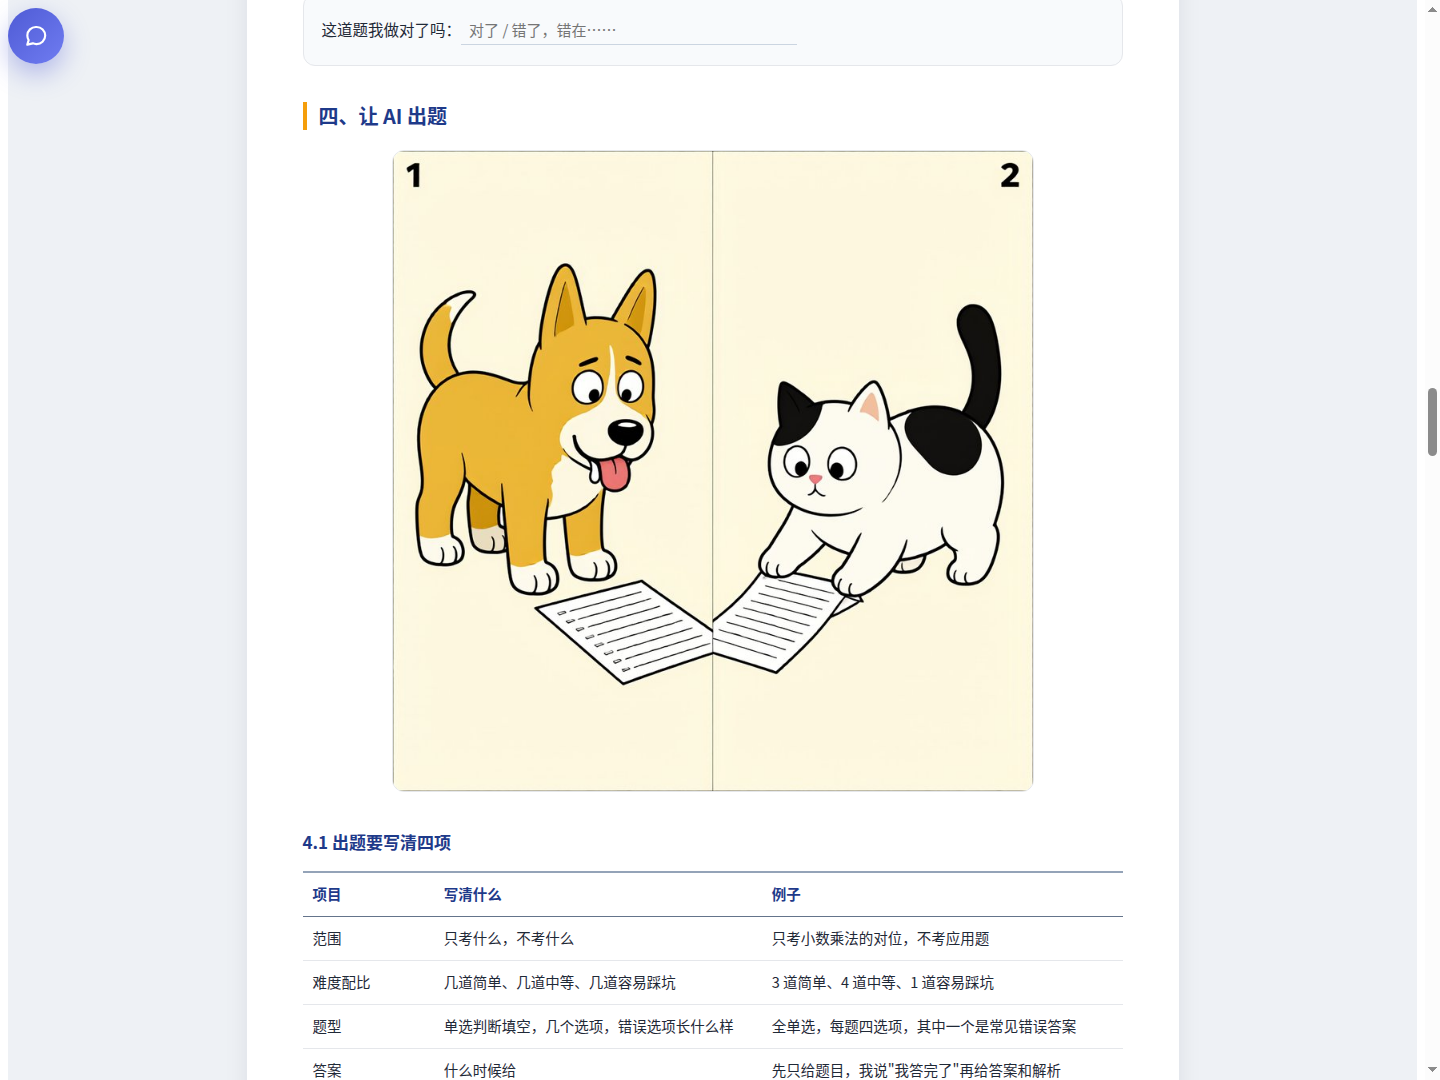 这道题我做对了吗： 对了 / 错了，错在……
四、让 AI 出题
1
2
4.1 出题要写清四项
项目 写清什么 例子
范围 只考什么，不考什么 只考小数乘法的对位，不考应用题
难度配比 几道简单、几道中等、几道容易踩坑 3 道简单、4 道中等、1 道容易踩坑
题型 单选判断填空，几个选项，错误选项长什么样 全单选，每题四选项，其中一个是常见错误答案
答案 什么时候给 先只给题目，我说"我答完了"再给答案和解析